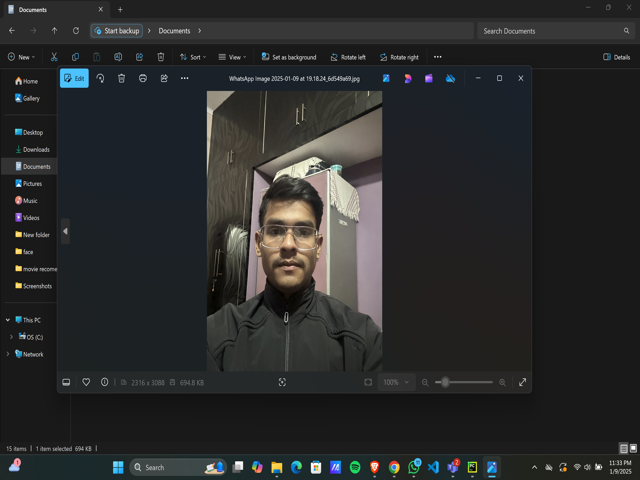 Documents
Start backup
Documents
Search Documents
New
Sort
View
Set as background
Rotate left
Rotate right
Details
Edit
WhatsApp Image 2025-01-09 at 19.18.24_6d549a69.jpg
Home
Gallery
Desktop
Downloads
Documents
Pictures
Music
Videos
New folder
face
movie recome
Screenshots
This PC
OS (C:)
Network
2316 x 3088
694.8 KB
100%
15 items
1 item selected 694 KB
Search
11:33 PM
1/9/2025